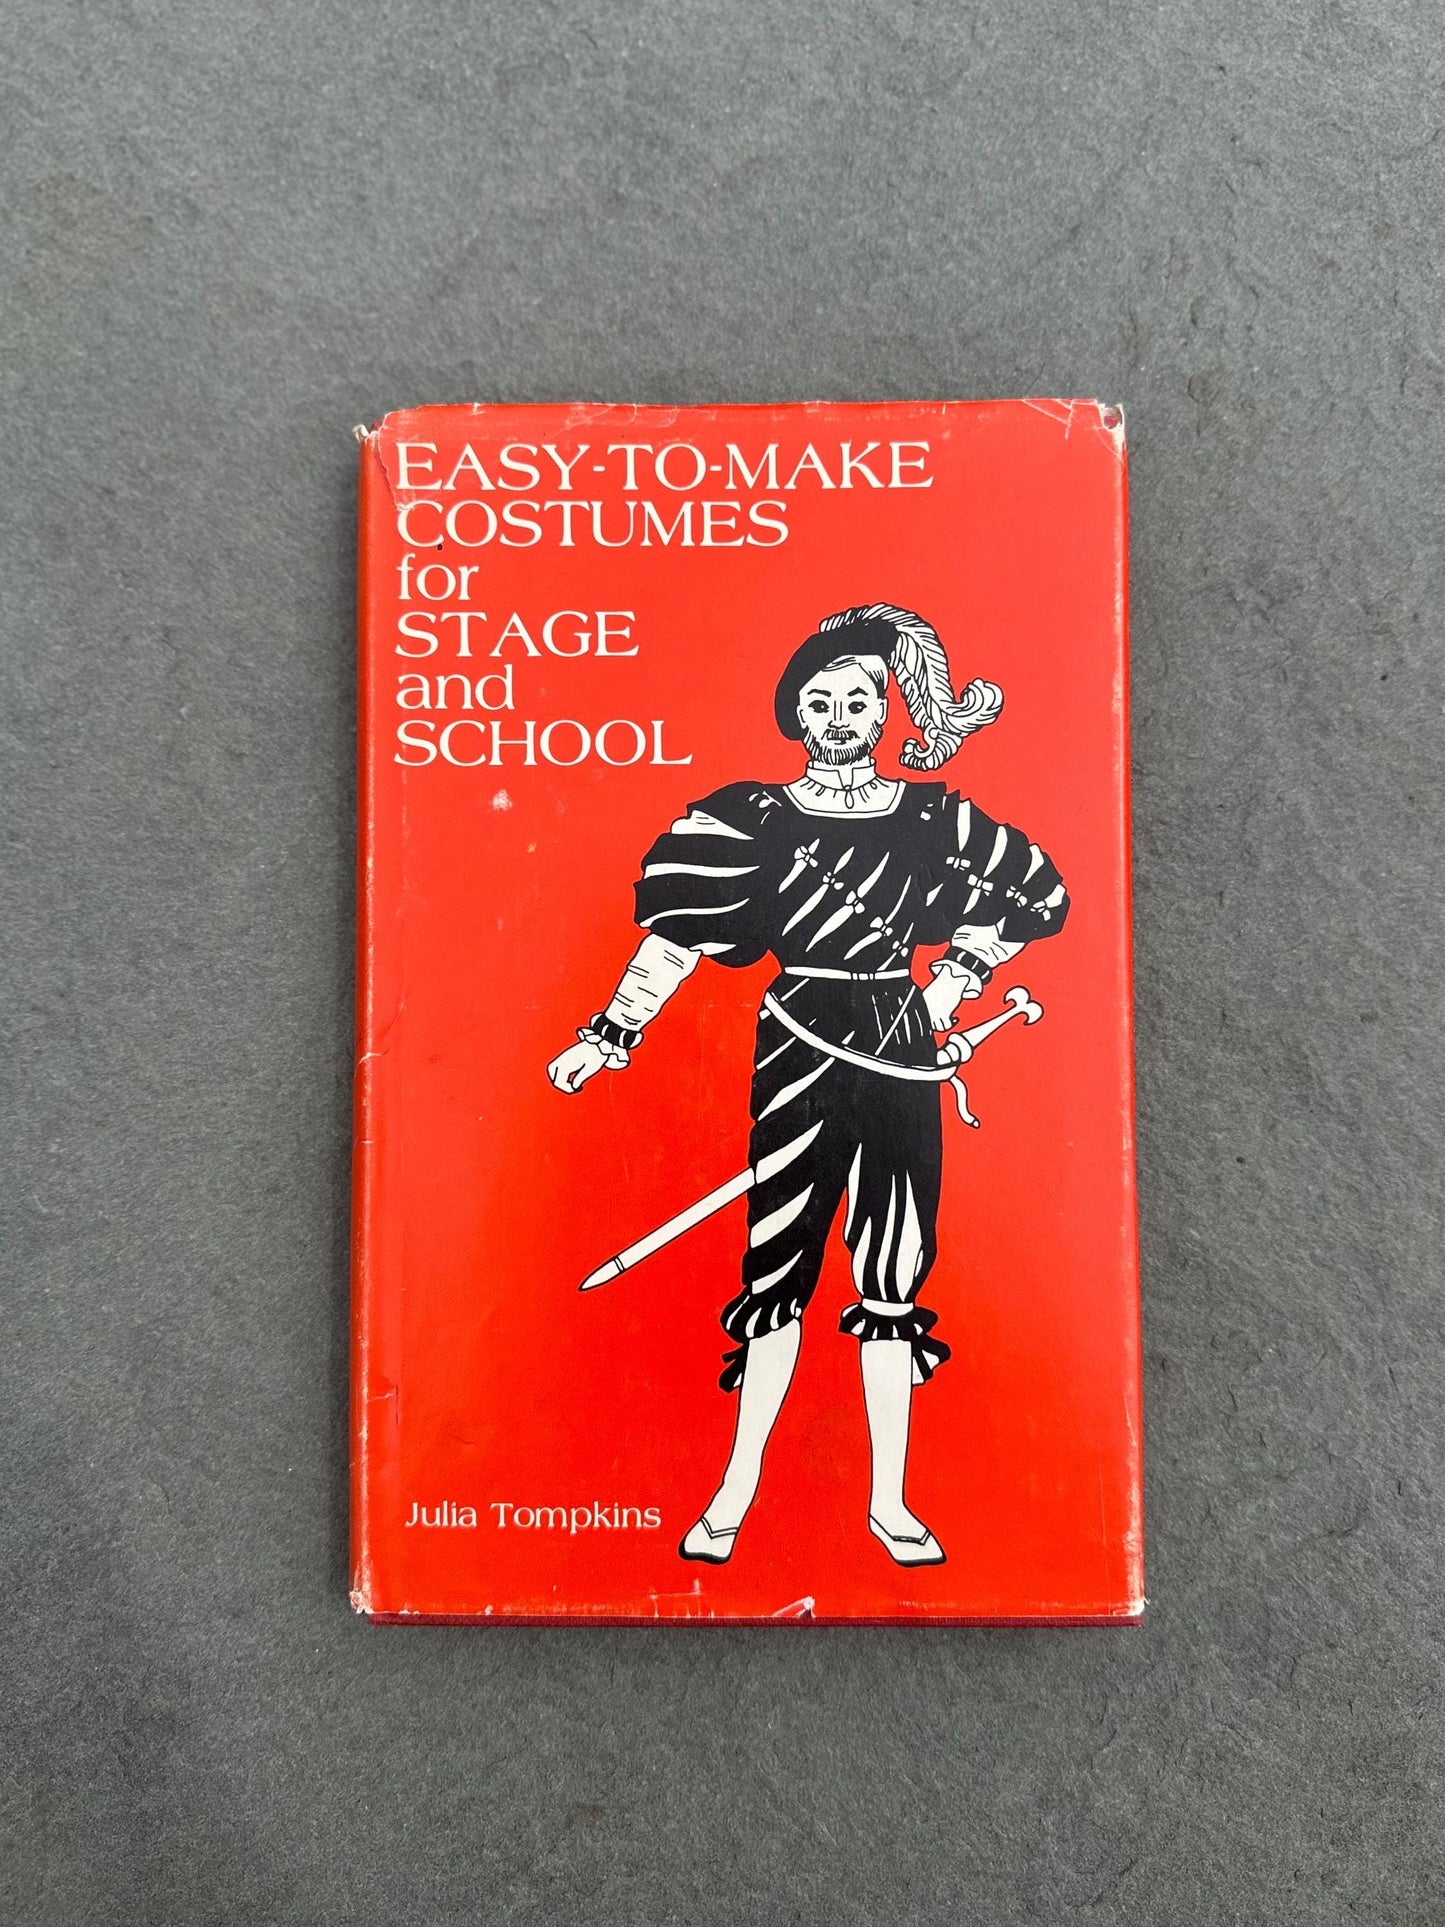 EASY-TO-MAKE
COSTUMES
for
STAGE
and
SCHOOL
Julia Tompkins